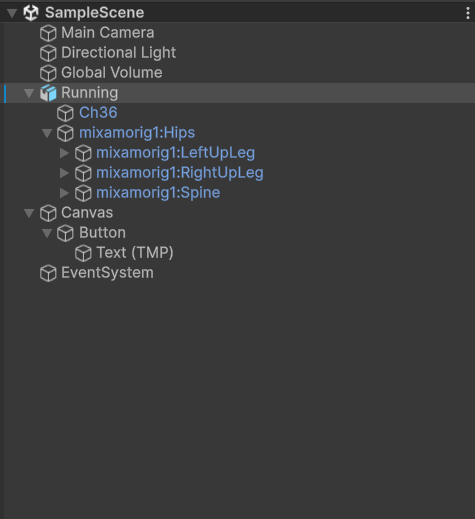 SampleScene
Main Camera
Directional Light
Global Volume
Running
Ch36
mixamorig1:Hips
mixamorig1:LeftUpLeg
mixamorig1:RightUpLeg
mixamorig1:Spine
Canvas
Button
Text (TMP)
EventSystem